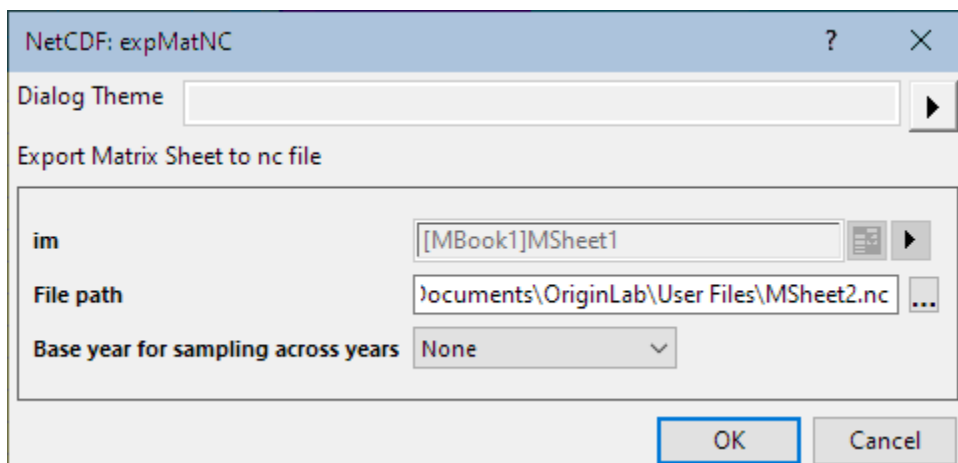 NetCDF: expMatNC ?
Dialog Theme
Export Matrix Sheet to nc file
im [MBook1]MSheet1
File path Documents\OriginLab\User Files\MSheet2.nc ...
Base year for sampling across years None
OK Cancel